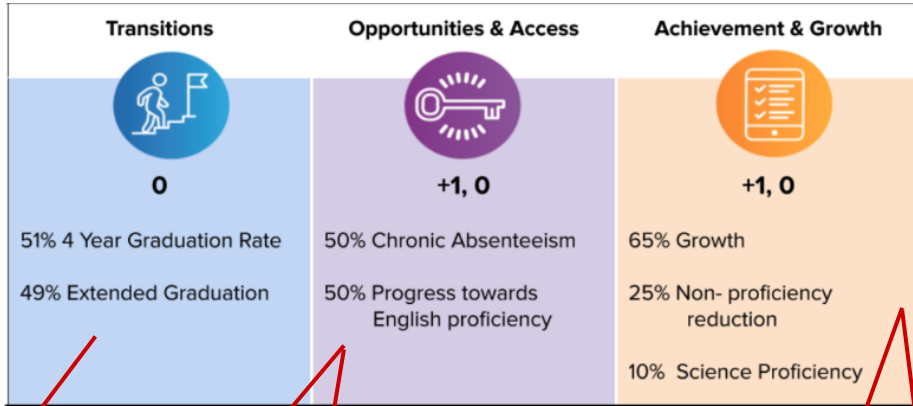 Transitions
0
51% 4 Year Graduation Rate
49% Extended Graduation
Opportunities & Access
+1, 0
50% Chronic Absenteeism
50% Progress towards
English proficiency
Achievement & Growth
+1, 0
65% Growth
25% Non- proficiency
reduction
10% Science Proficiency